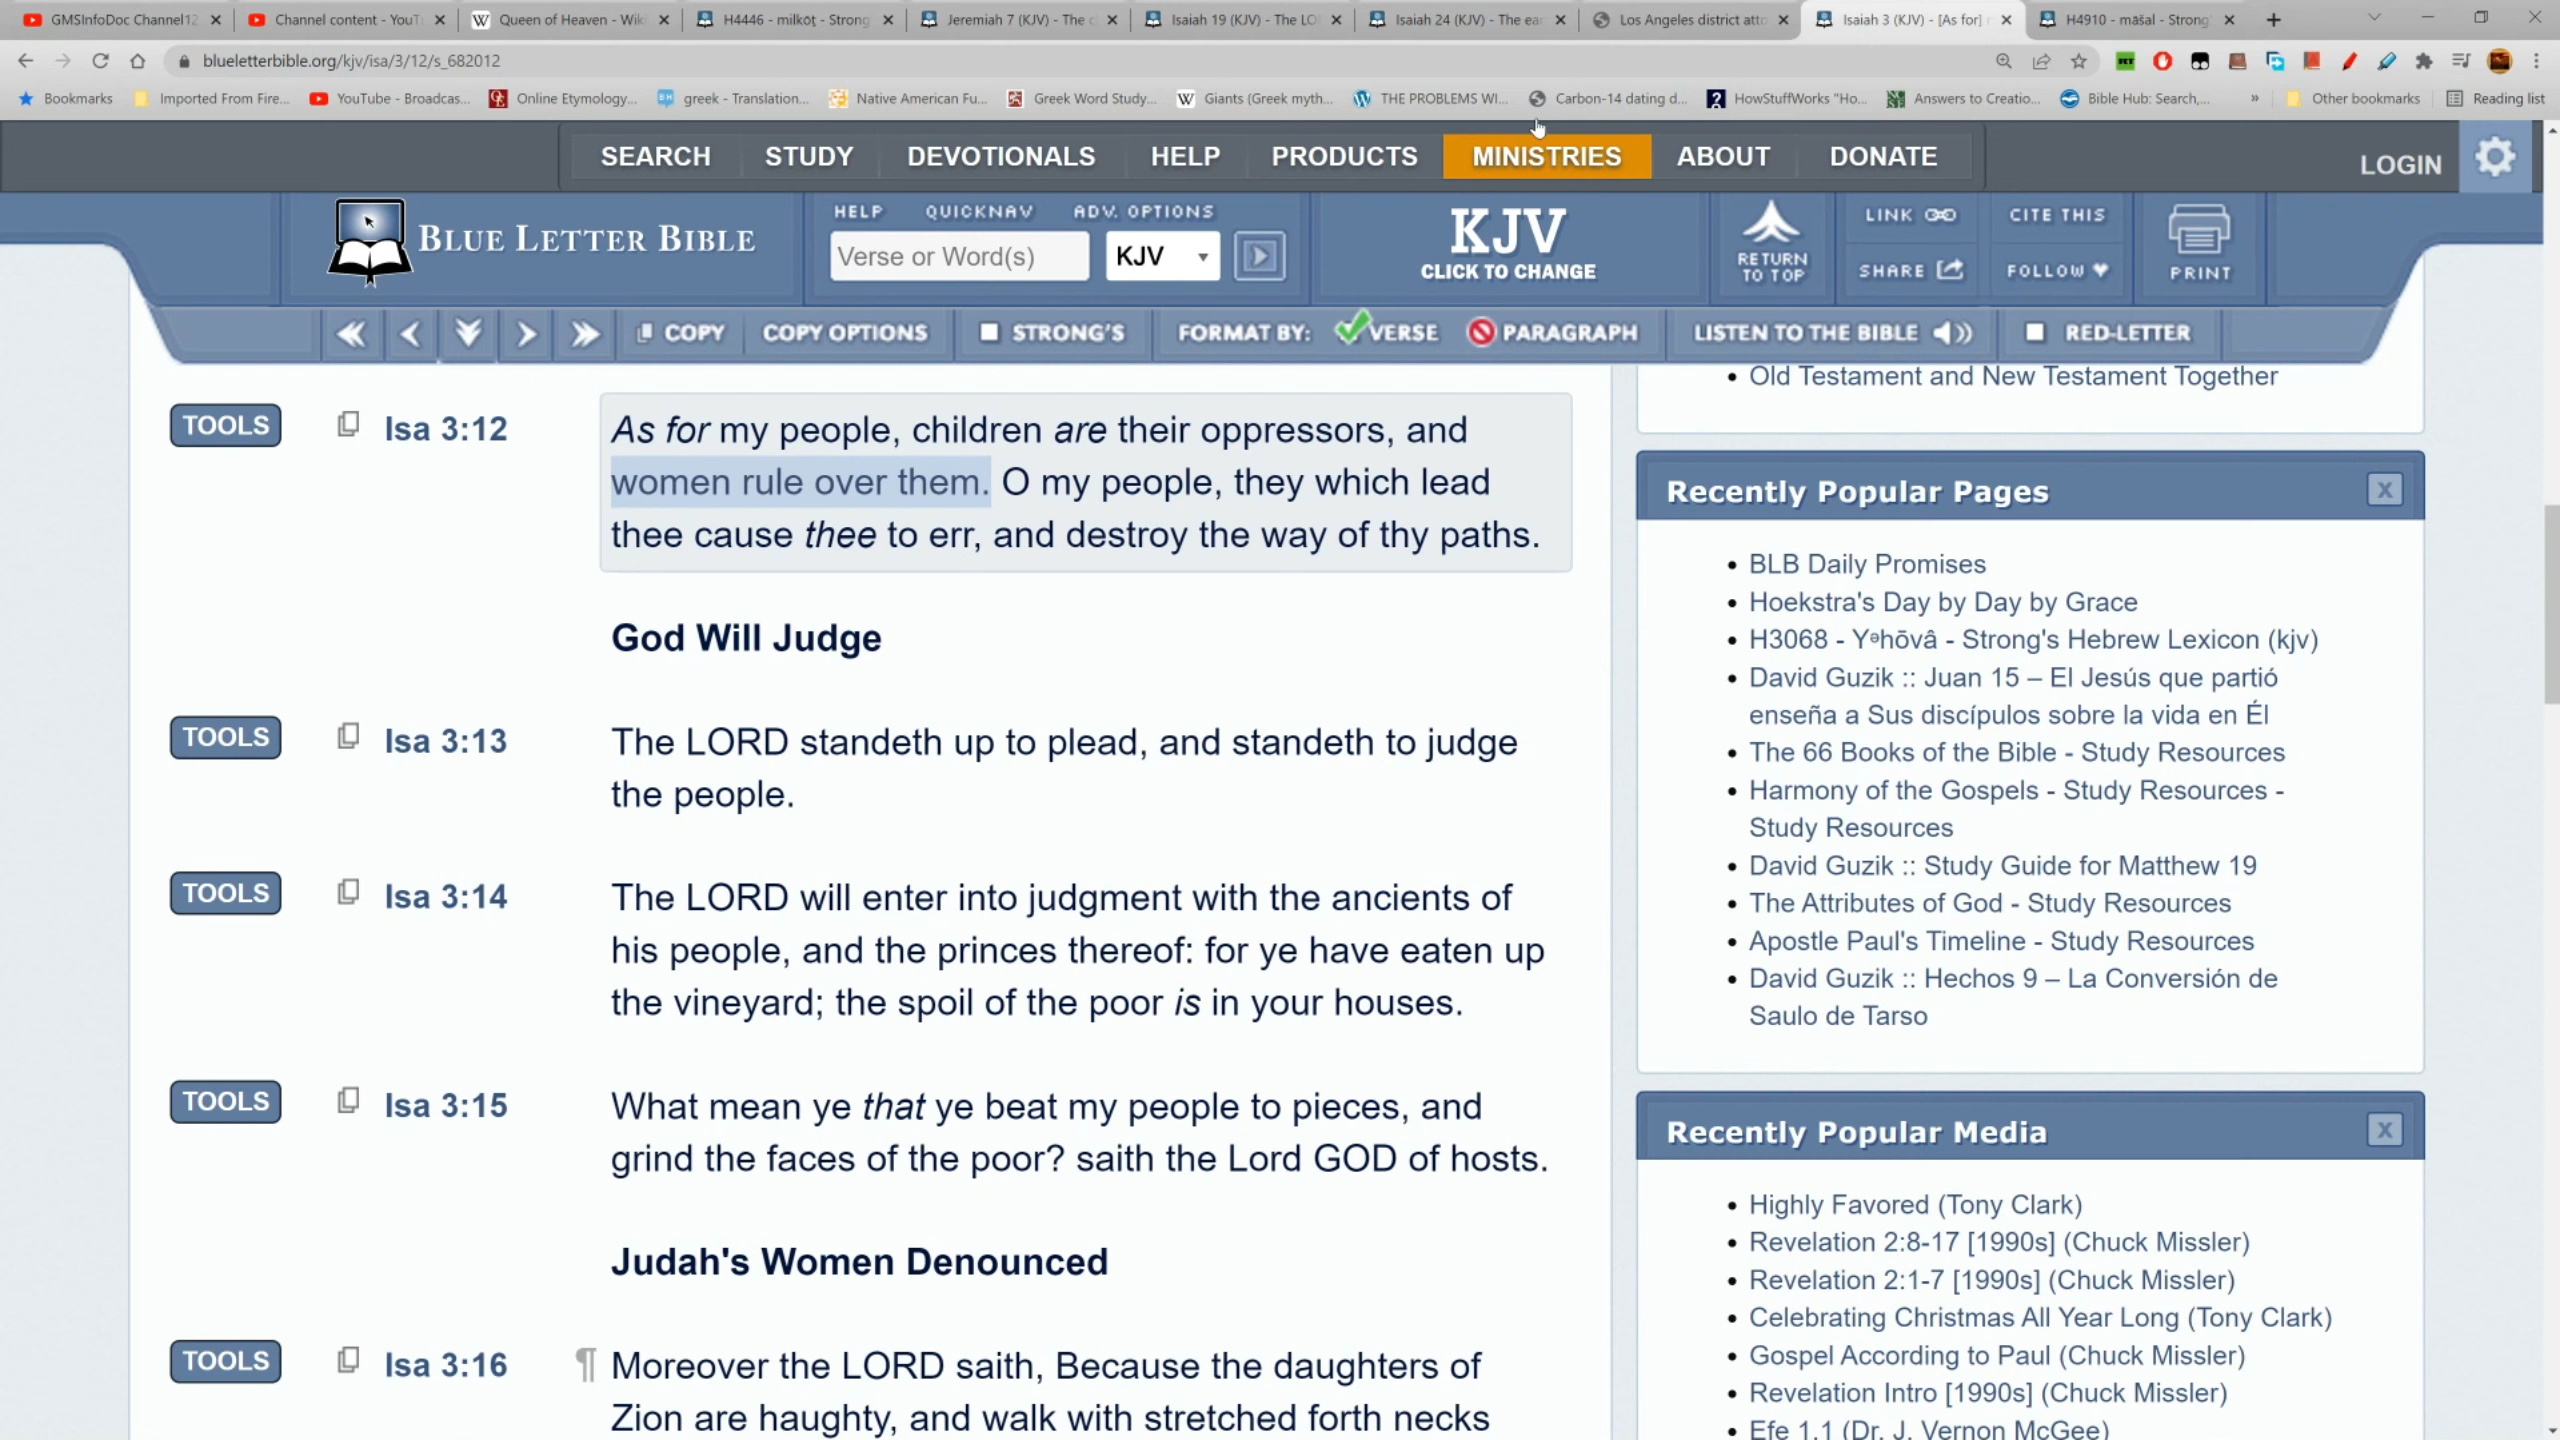 GMSInfoDoc Channel12
Channel content - YouT
Queen of Heaven - Wiki
H4446 - milkōṯ - Strong
Jeremiah 7 (KJV) - The c
Isaiah 19 (KJV) - The LO
Isaiah 24 (KJV) - The ear
Los Angeles district atto
Isaiah 3 (KJV) - [As for]
H4910 - māšal - Strong
blueletterbible.org/kjv/isa/3/12/s_682012
Bookmarks
Imported From Fire...
YouTube - Broadcas...
Online Etymology...
greek - Translation...
Native American Fu...
Greek Word Study...
Giants (Greek myth...
THE PROBLEMS WI...
Carbon-14 dating d...
HowStuffWorks "Ho...
Answers to Creatio...
Bible Hub: Search,...
»
Other bookmarks
Reading list
SEARCH STUDY DEVOTIONALS HELP PRODUCTS MINISTRIES ABOUT DONATE
LOGIN
BLUE LETTER BIBLE
HELP QUICKNAV ADV. OPTIONS
Verse or Word(s)
KJV
KJV
CLICK TO CHANGE
RETURN
TO TOP
LINK
CITE THIS
SHARE
FOLLOW
PRINT
COPY COPY OPTIONS STRONG'S FORMAT BY: VERSE PARAGRAPH LISTEN TO THE BIBLE RED-LETTER
TOOLS
Isa 3:12
As for my people, children are their oppressors, and
women rule over them. O my people, they which lead
thee cause thee to err, and destroy the way of thy paths.
God Will Judge
TOOLS
Isa 3:13
The LORD standeth up to plead, and standeth to judge
the people.
TOOLS
Isa 3:14
The LORD will enter into judgment with the ancients of
his people, and the princes thereof: for ye have eaten up
the vineyard; the spoil of the poor is in your houses.
TOOLS
Isa 3:15
What mean ye that ye beat my people to pieces, and
grind the faces of the poor? saith the Lord GOD of hosts.
Judah's Women Denounced
TOOLS
Isa 3:16
¶ Moreover the LORD saith, Because the daughters of
Zion are haughty, and walk with stretched forth necks
• Old Testament and New Testament Together
Recently Popular Pages
X
• BLB Daily Promises
• Hoekstra's Day by Day by Grace
• H3068 - Yᵊhōvâ - Strong's Hebrew Lexicon (kjv)
• David Guzik :: Juan 15 – El Jesús que partió
enseña a Sus discípulos sobre la vida en Él
• The 66 Books of the Bible - Study Resources
• Harmony of the Gospels - Study Resources -
Study Resources
• David Guzik :: Study Guide for Matthew 19
• The Attributes of God - Study Resources
• Apostle Paul's Timeline - Study Resources
• David Guzik :: Hechos 9 – La Conversión de
Saulo de Tarso
Recently Popular Media
X
• Highly Favored (Tony Clark)
• Revelation 2:8-17 [1990s] (Chuck Missler)
• Revelation 2:1-7 [1990s] (Chuck Missler)
• Celebrating Christmas All Year Long (Tony Clark)
• Gospel According to Paul (Chuck Missler)
• Revelation Intro [1990s] (Chuck Missler)
• Efe 1.1 (Dr. J. Vernon McGee)